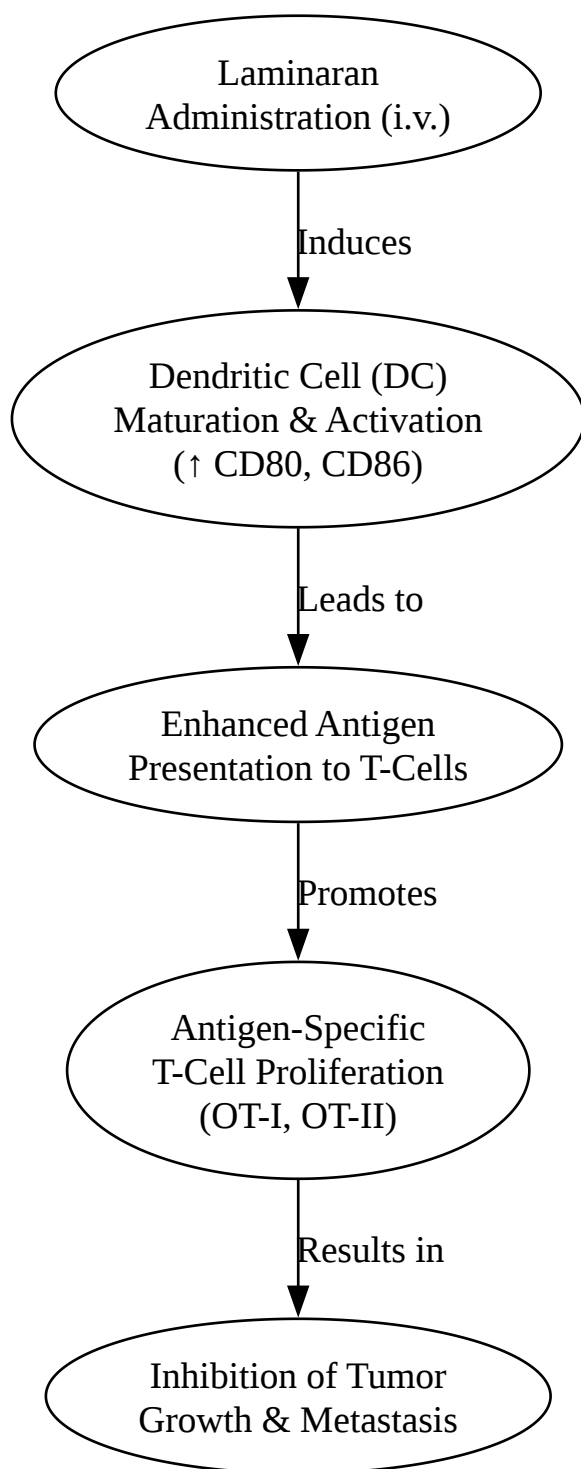 Laminaran
Administration (i.v.)
Induces
Dendritic Cell (DC)
Maturation & Activation
(↑ CD80, CD86)
Leads to
Enhanced Antigen
Presentation to T-Cells
Promotes
Antigen-Specific
T-Cell Proliferation
(OT-I, OT-II)
Results in
Inhibition of Tumor
Growth & Metastasis